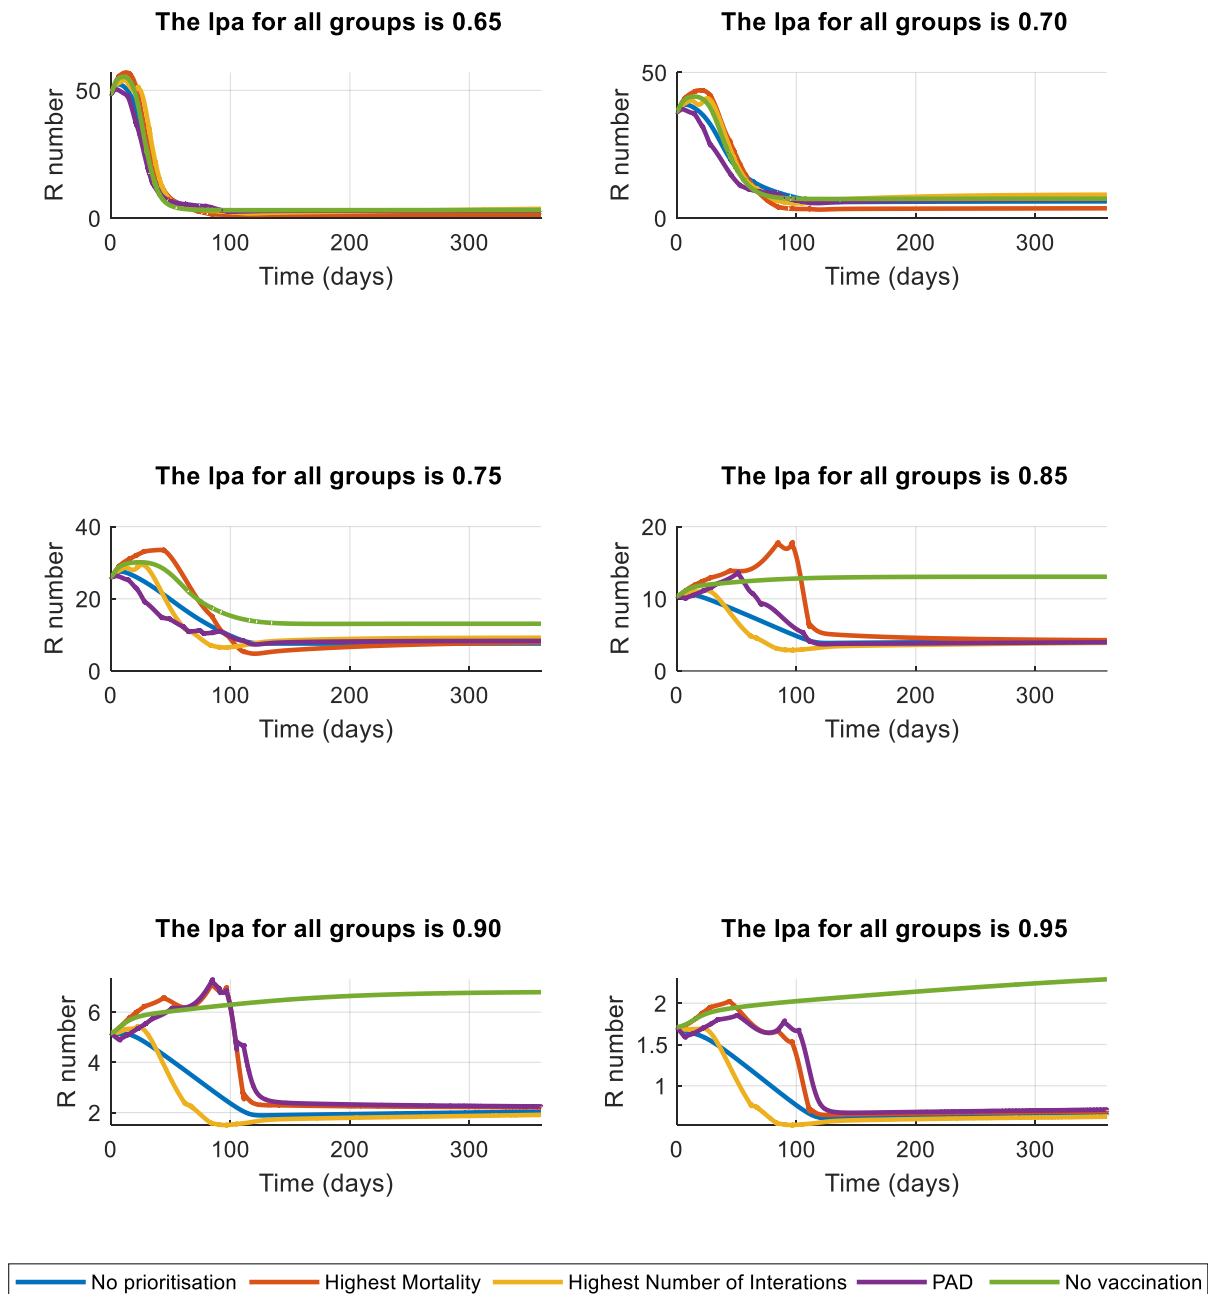 The Ipa for all groups is 0.65
The Ipa for all groups is 0.70
R number
50
0
0
100
200
300
Time (days)
R number
50
0
0
100
200
300
Time (days)
The Ipa for all groups is 0.75
The Ipa for all groups is 0.85
R number
40
20
0
0
100
200
300
Time (days)
R number
20
10
0
0
100
200
300
Time (days)
The Ipa for all groups is 0.90
The Ipa for all groups is 0.95
R number
6
4
2
0
100
200
300
Time (days)
R number
2
1.5
1
0
100
200
300
Time (days)
No prioritisation
Highest Mortality
Highest Number of Interations
PAD
No vaccination